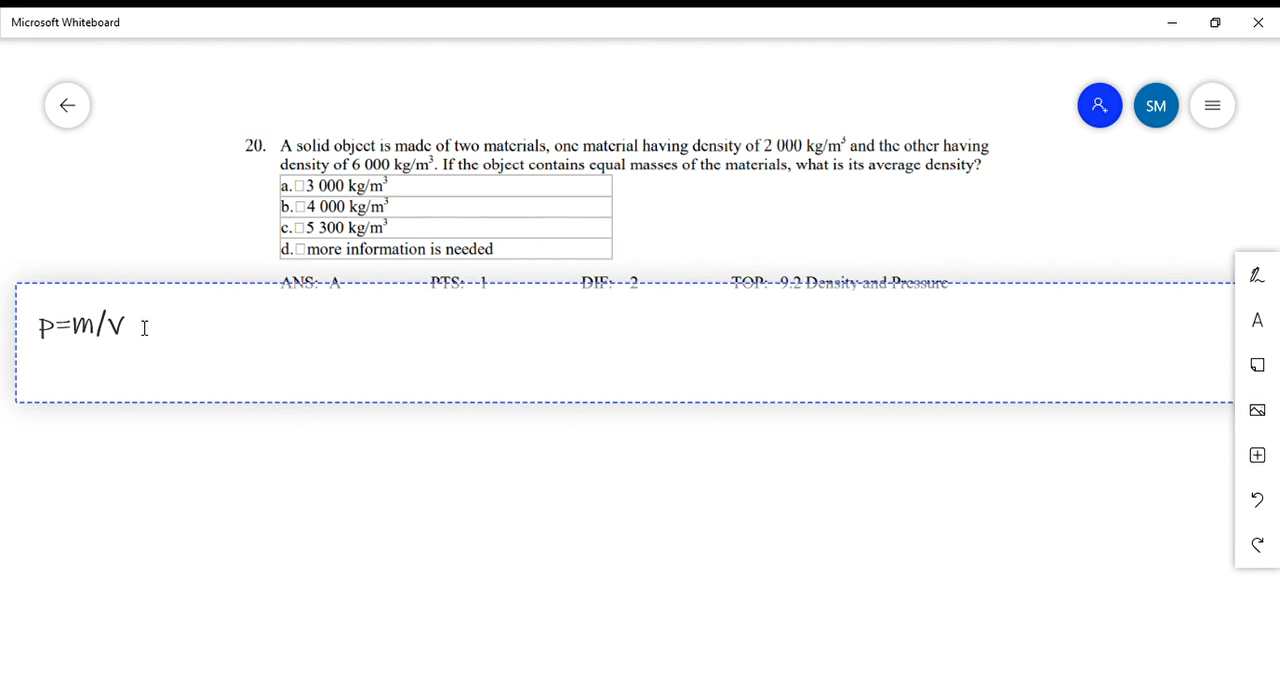 Microsoft Whiteboard
SM
20. A solid object is made of two materials, one material having density of 2 000 kg/m³ and the other having
density of 6 000 kg/m³. If the object contains equal masses of the materials, what is its average density?
a.□3 000 kg/m³
b.□4 000 kg/m³
c.□5 300 kg/m³
d.□more information is needed
ANS: A PTS: 1 DIF: 2 TOP: 9.2 Density and Pressure
P=m/V
A